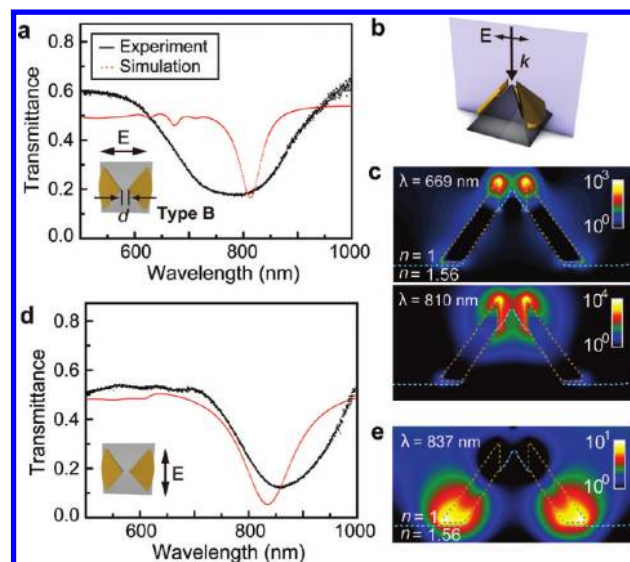 a
Experiment
Simulation
Transmittance
0.8
0.6
0.4
0.2
0.0
E
d
Type B
600
800
1000
Wavelength (nm)
b
E
k
c
λ = 669 nm
10³
10⁰
n = 1
n = 1.56
λ = 810 nm
10⁴
10⁰
d
Transmittance
0.8
0.6
0.4
0.2
0.0
E
600
800
1000
Wavelength (nm)
e
λ = 837 nm
10¹
10⁰
n = 1
n = 1.56